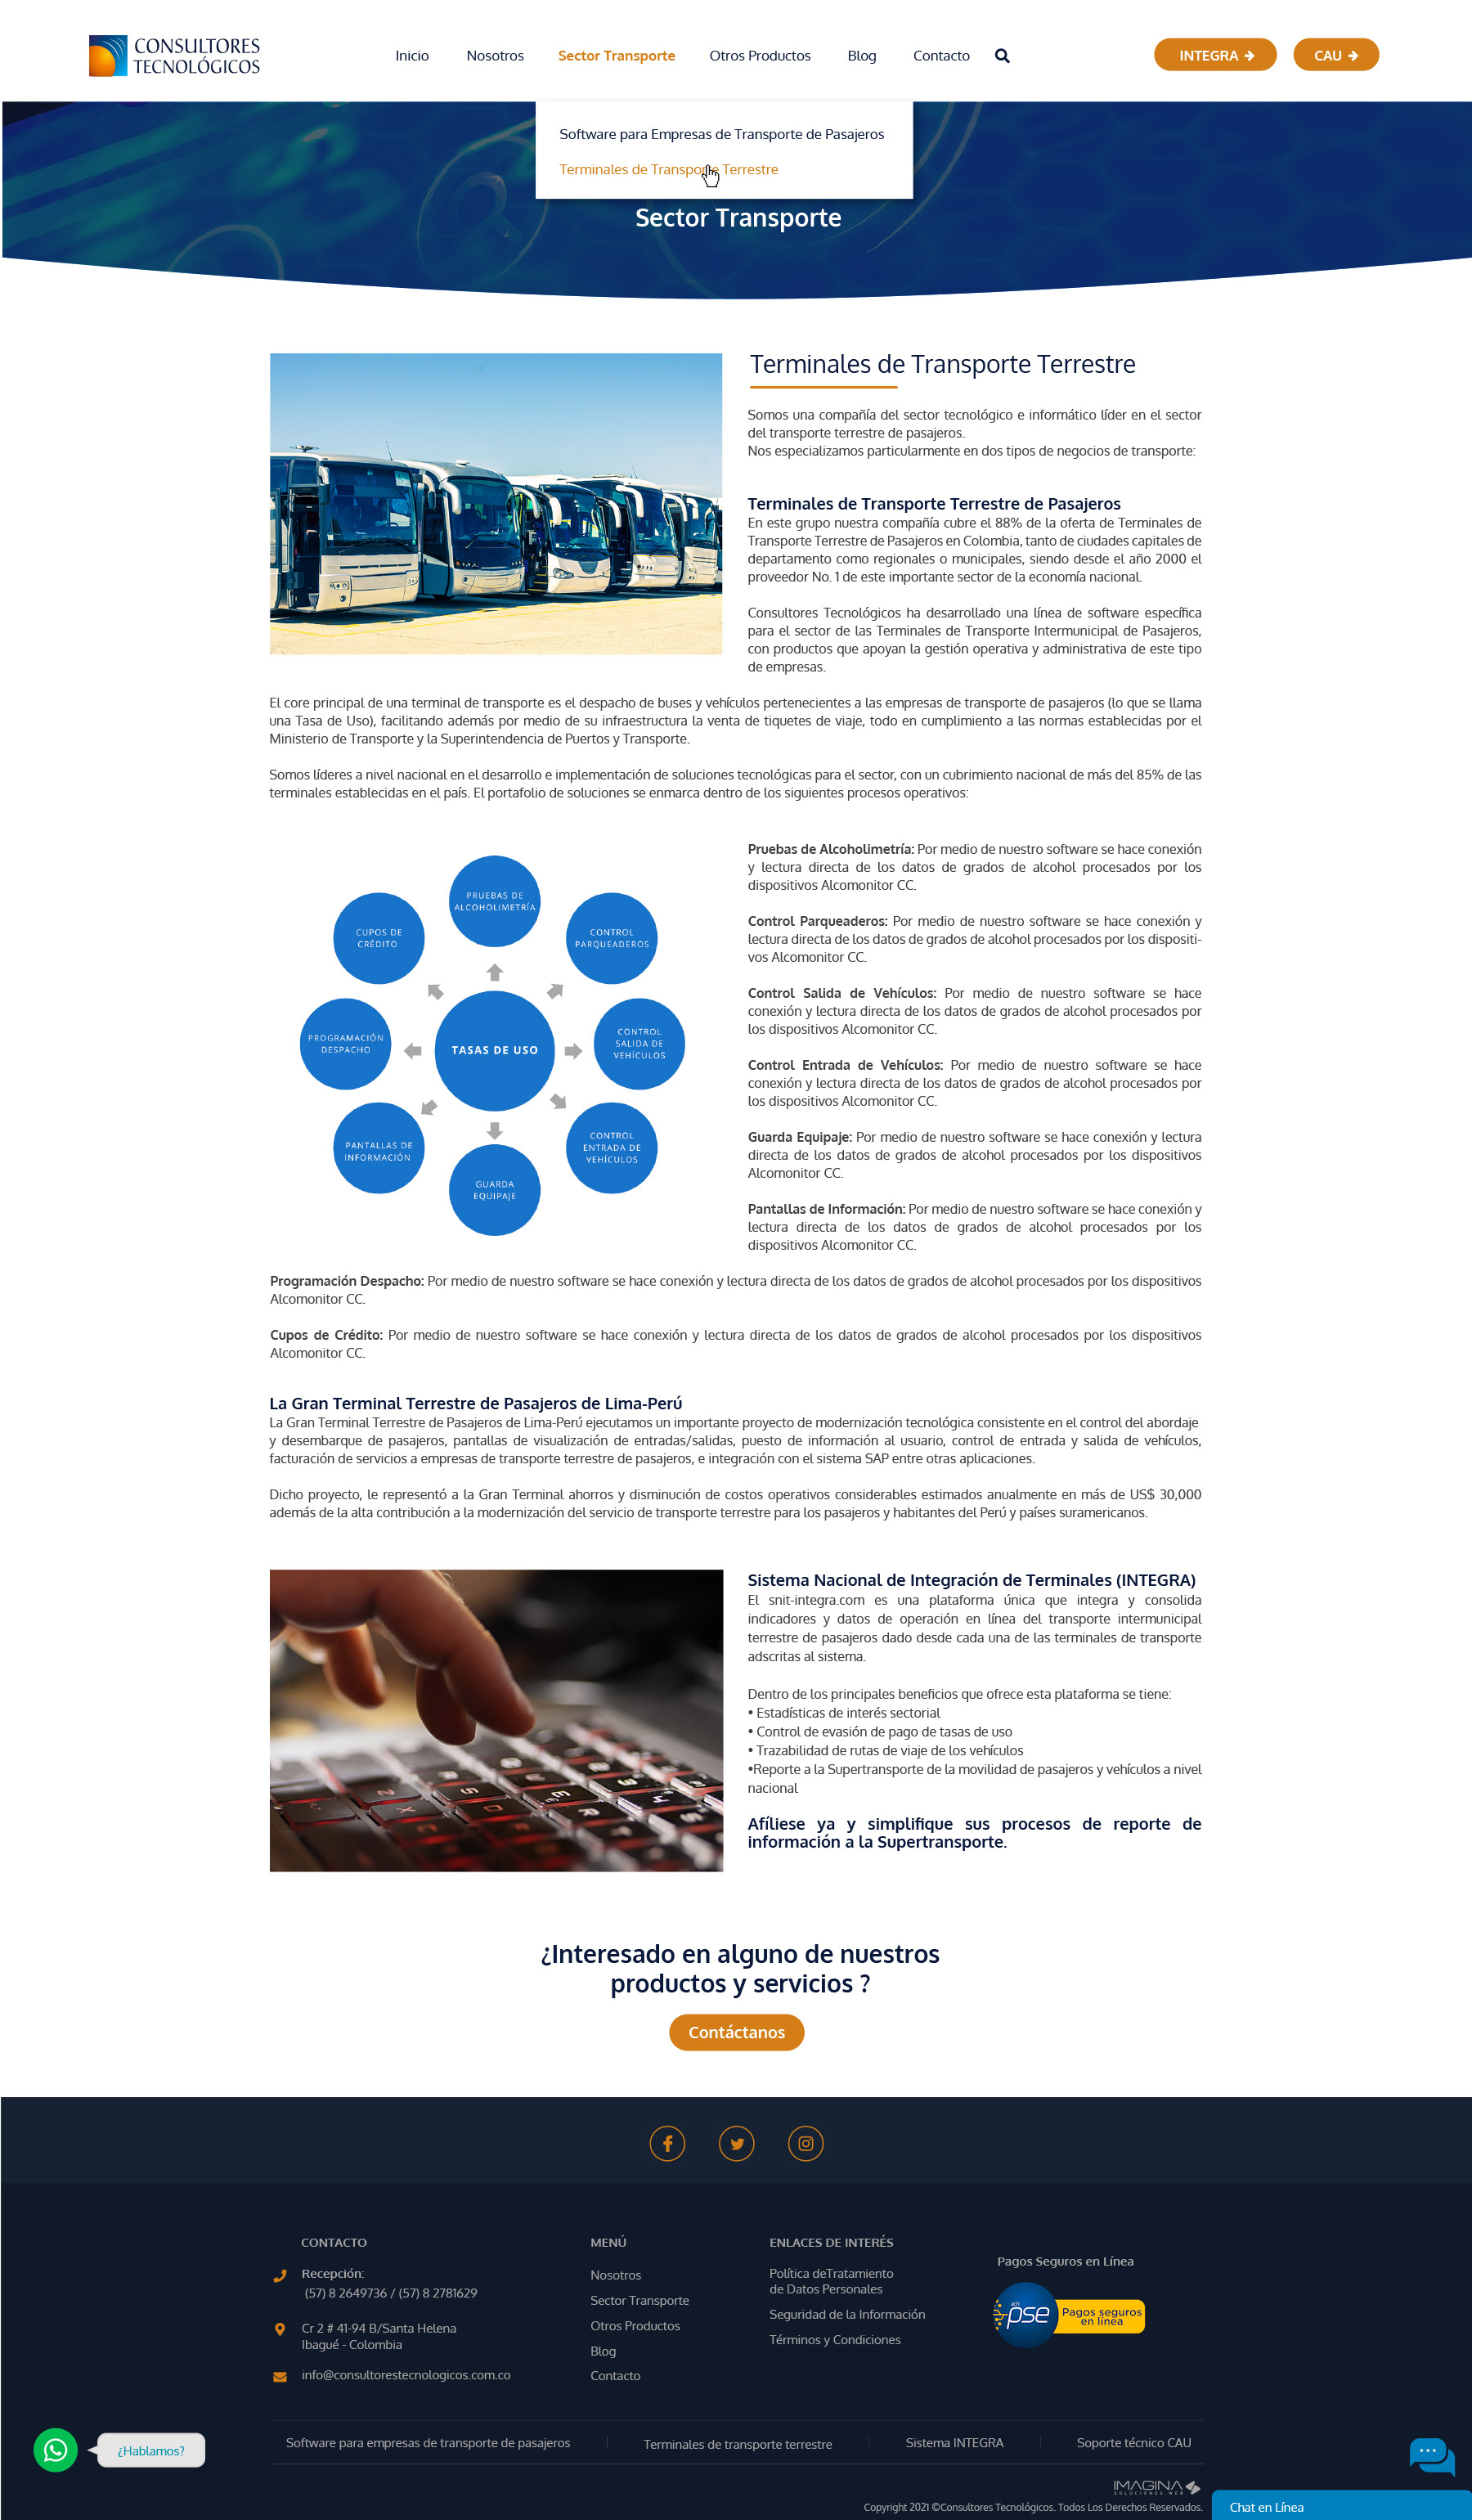 CONSULTORES
TECNOLÓGICOS
Inicio
Nosotros
Sector Transporte
Otros Productos
Blog
Contacto
INTEGRA
CAU
Software para Empresas de Transporte de Pasajeros
Terminales de Transporte Terrestre
Sector Transporte
Terminales de Transporte Terrestre
Somos una compañía del sector tecnológico e informático líder en el sector
del transporte terrestre de pasajeros.
Nos especializamos particularmente en dos tipos de negocios de transporte:
Terminales de Transporte Terrestre de Pasajeros
En este grupo nuestra compañía cubre el 88% de la oferta de Terminales de
Transporte Terrestre de Pasajeros en Colombia, tanto de ciudades capitales de
departamento como regionales o municipales, siendo desde el año 2000 el
proveedor No. 1 de este importante sector de la economía nacional.
Consultores Tecnológicos ha desarrollado una línea de software específica
para el sector de las Terminales de Transporte Intermunicipal de Pasajeros,
con productos que apoyan la gestión operativa y administrativa de este tipo
de empresas.
El core principal de una terminal de transporte es el despacho de buses y vehículos pertenecientes a las empresas de transporte de pasajeros (lo que se llama
una Tasa de Uso), facilitando además por medio de su infraestructura la venta de tiquetes de viaje, todo en cumplimiento a las normas establecidas por el
Ministerio de Transporte y la Superintendencia de Puertos y Transporte.
Somos líderes a nivel nacional en el desarrollo e implementación de soluciones tecnológicas para el sector, con un cubrimiento nacional de más del 85% de las
terminales establecidas en el país. El portafolio de soluciones se enmarca dentro de los siguientes procesos operativos:
PRUEBAS DE
ALCOHOLIMETRÍA
CUPOS DE
CRÉDITO
CONTROL
PARQUEADEROS
PROGRAMACIÓN
DESPACHO
TASAS DE USO
CONTROL
SALIDA DE
VEHÍCULOS
PANTALLAS DE
INFORMACIÓN
CONTROL
ENTRADA DE
VEHÍCULOS
GUARDA
EQUIPAJE
Pruebas de Alcoholimetría: Por medio de nuestro software se hace conexión
y lectura directa de los datos de grados de alcohol procesados por los
dispositivos Alcomonitor CC.
Control Parqueaderos: Por medio de nuestro software se hace conexión y
lectura directa de los datos de grados de alcohol procesados por los dispositi-
vos Alcomonitor CC.
Control Salida de Vehículos: Por medio de nuestro software se hace
conexión y lectura directa de los datos de grados de alcohol procesados por
los dispositivos Alcomonitor CC.
Control Entrada de Vehículos: Por medio de nuestro software se hace
conexión y lectura directa de los datos de grados de alcohol procesados por
los dispositivos Alcomonitor CC.
Guarda Equipaje: Por medio de nuestro software se hace conexión y lectura
directa de los datos de grados de alcohol procesados por los dispositivos
Alcomonitor CC.
Pantallas de Información: Por medio de nuestro software se hace conexión y
lectura directa de los datos de grados de alcohol procesados por los
dispositivos Alcomonitor CC.
Programación Despacho: Por medio de nuestro software se hace conexión y lectura directa de los datos de grados de alcohol procesados por los dispositivos
Alcomonitor CC.
Cupos de Crédito: Por medio de nuestro software se hace conexión y lectura directa de los datos de grados de alcohol procesados por los dispositivos
Alcomonitor CC.
La Gran Terminal Terrestre de Pasajeros de Lima-Perú
La Gran Terminal Terrestre de Pasajeros de Lima-Perú ejecutamos un importante proyecto de modernización tecnológica consistente en el control del abordaje
y desembarque de pasajeros, pantallas de visualización de entradas/salidas, puesto de información al usuario, control de entrada y salida de vehículos,
facturación de servicios a empresas de transporte terrestre de pasajeros, e integración con el sistema SAP entre otras aplicaciones.
Dicho proyecto, le representó a la Gran Terminal ahorros y disminución de costos operativos considerables estimados anualmente en más de US$ 30,000
además de la alta contribución a la modernización del servicio de transporte terrestre para los pasajeros y habitantes del Perú y países suramericanos.
Sistema Nacional de Integración de Terminales (INTEGRA)
El snit-integra.com es una plataforma única que integra y consolida
indicadores y datos de operación en línea del transporte intermunicipal
terrestre de pasajeros dado desde cada una de las terminales de transporte
adscritas al sistema.
Dentro de los principales beneficios que ofrece esta plataforma se tiene:
• Estadísticas de interés sectorial
• Control de evasión de pago de tasas de uso
• Trazabilidad de rutas de viaje de los vehículos
•Reporte a la Supertransporte de la movilidad de pasajeros y vehículos a nivel
nacional
Afíliese ya y simplifique sus procesos de reporte de
información a la Supertransporte.
¿Interesado en alguno de nuestros
productos y servicios ?
Contáctanos
CONTACTO
Recepción:
(57) 8 2649736 / (57) 8 2781629
Cr 2 # 41-94 B/Santa Helena
Ibagué - Colombia
info@consultorestecnologicos.com.co
MENÚ
Nosotros
Sector Transporte
Otros Productos
Blog
Contacto
ENLACES DE INTERÉS
Política deTratamiento
de Datos Personales
Seguridad de la Información
Términos y Condiciones
Pagos Seguros en Línea
ach
pse
Pagos seguros
en línea
¿Hablamos?
Software para empresas de transporte de pasajeros
Terminales de transporte terrestre
Sistema INTEGRA
Soporte técnico CAU
IMAGINA
SOLUCIONES WEB
Copyright 2021 ©Consultores Tecnológicos. Todos Los Derechos Reservados.
Chat en Línea